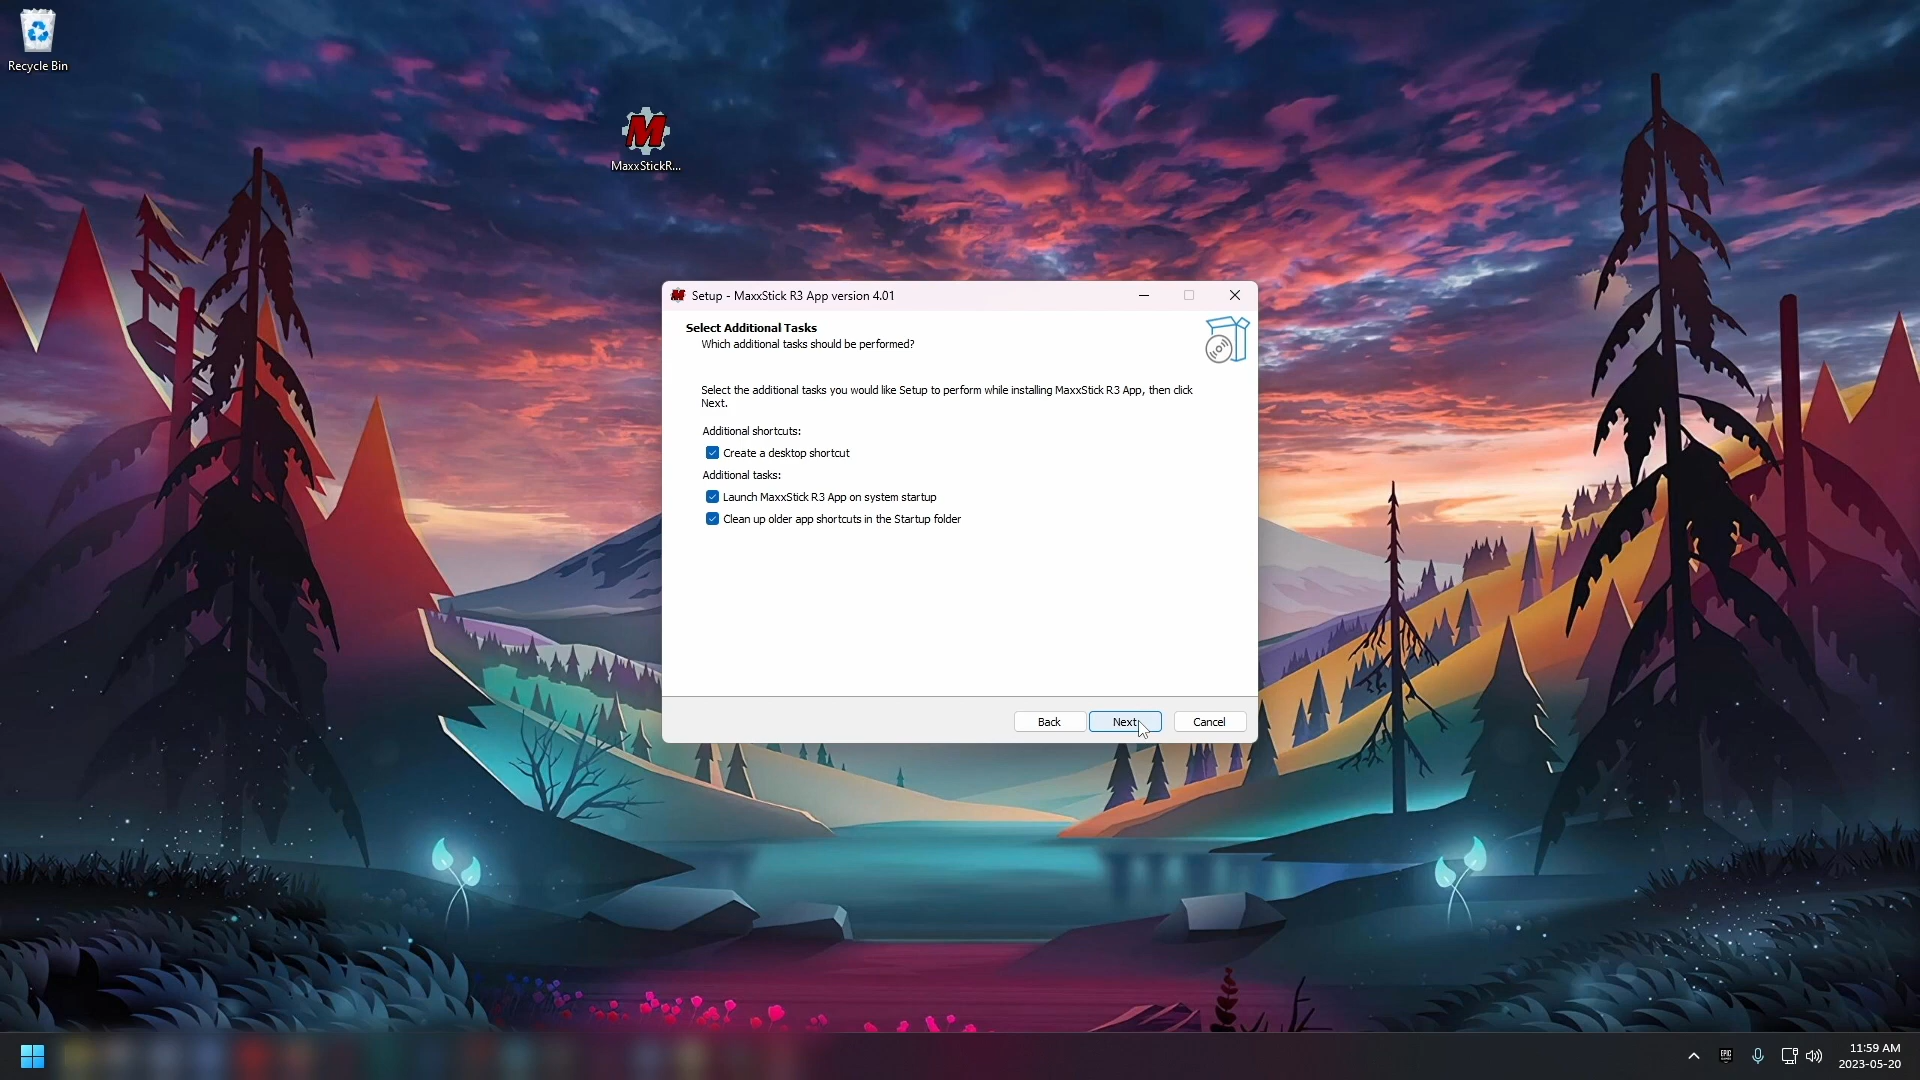 Recycle Bin
MaxxStickR...
Setup - MaxxStick R3 App version 4.01
Select Additional Tasks
Which additional tasks should be performed?
Select the additional tasks you would like Setup to perform while installing MaxxStick R3 App, then click
Next.
Additional shortcuts:
Create a desktop shortcut
Additional tasks:
Launch MaxxStick R3 App on system startup
Clean up older app shortcuts in the Startup folder
Back
Next
Cancel
EPIC
11:59 AM
2023-05-20